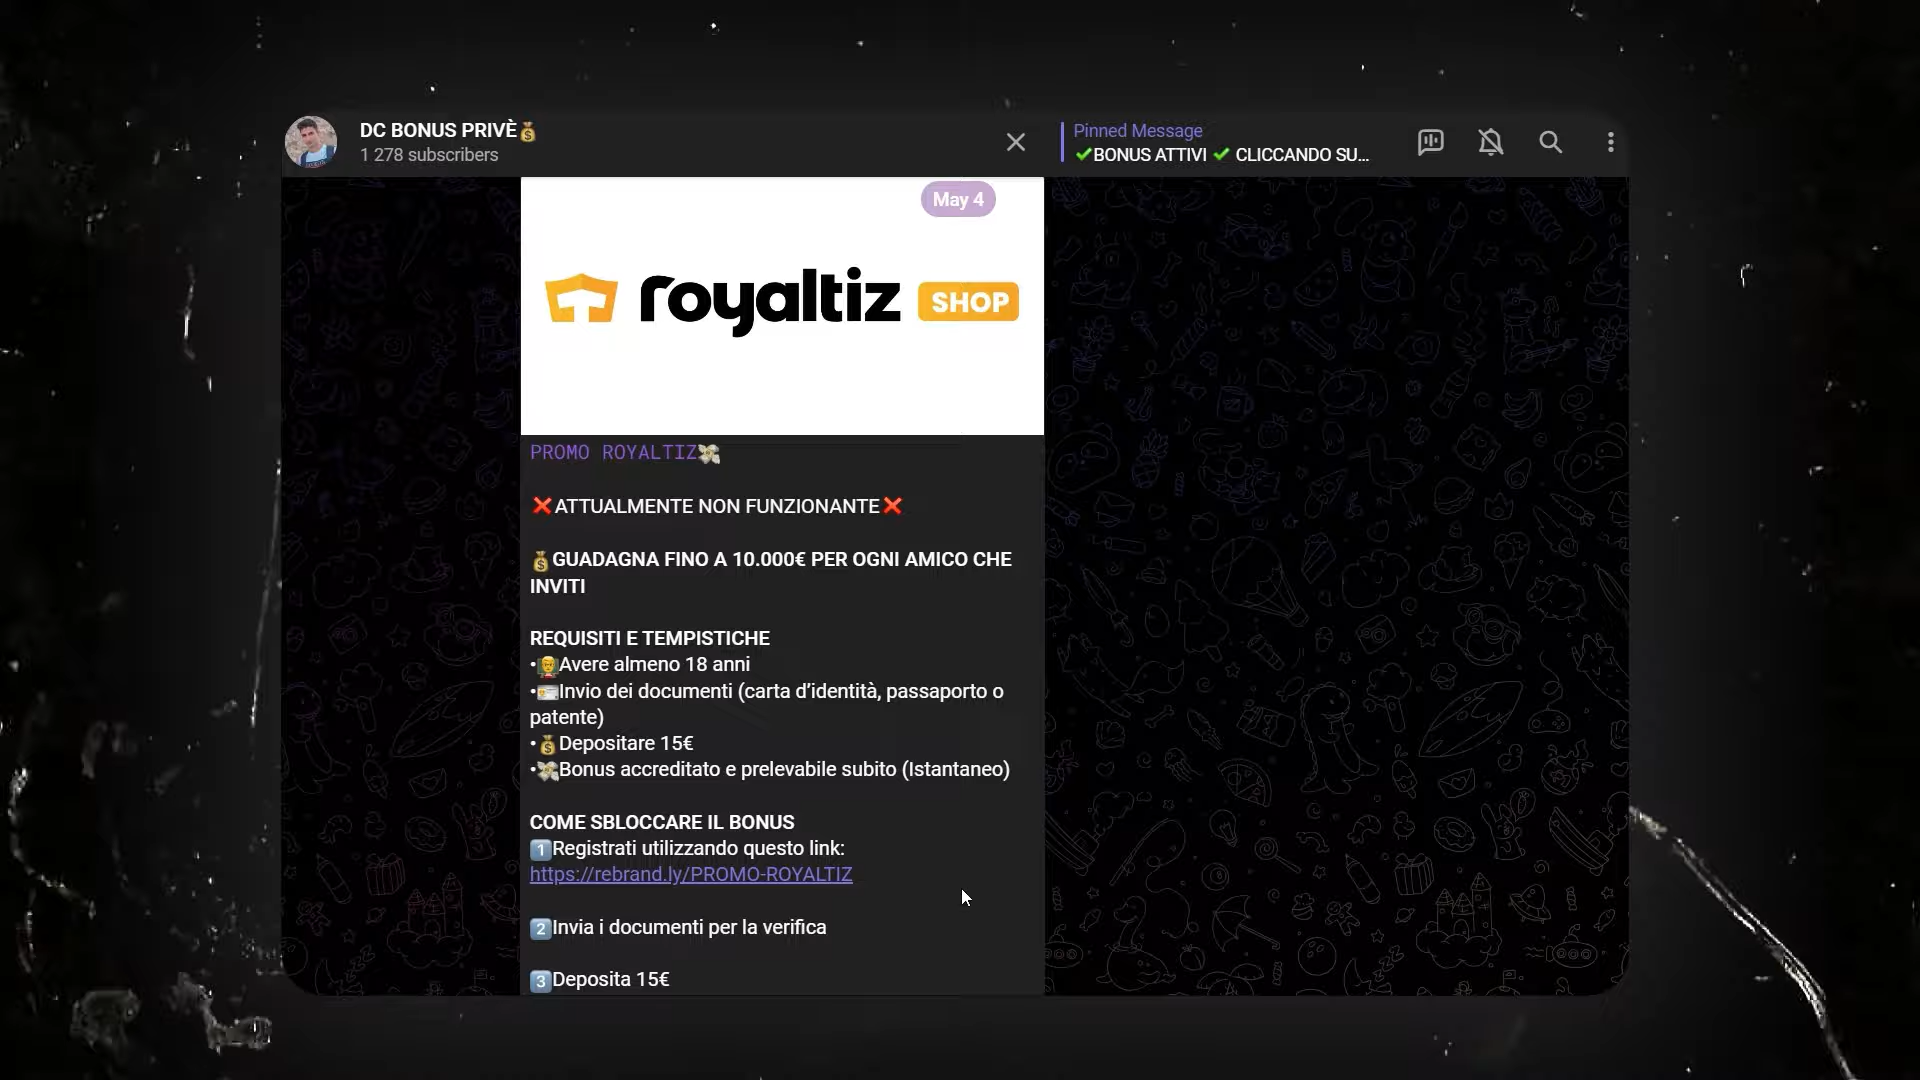 DC BONUS PRIVÈ💰
1 278 subscribers
Pinned Message
✔BONUS ATTIVI ✔ CLICCANDO SU...
May 4
royaltiz SHOP
PROMO ROYALTIZ💸
❌ATTUALMENTE NON FUNZIONANTE❌
💰GUADAGNA FINO A 10.000€ PER OGNI AMICO CHE
INVITI
REQUISITI E TEMPISTICHE
•👨‍🏫Avere almeno 18 anni
•🪪Invio dei documenti (carta d’identità, passaporto o
patente)
•💰Depositare 15€
•💸Bonus accreditato e prelevabile subito (Istantaneo)
COME SBLOCCARE IL BONUS
1️⃣Registrati utilizzando questo link:
https://rebrand.ly/PROMO-ROYALTIZ
2️⃣Invia i documenti per la verifica
3️⃣Deposita 15€